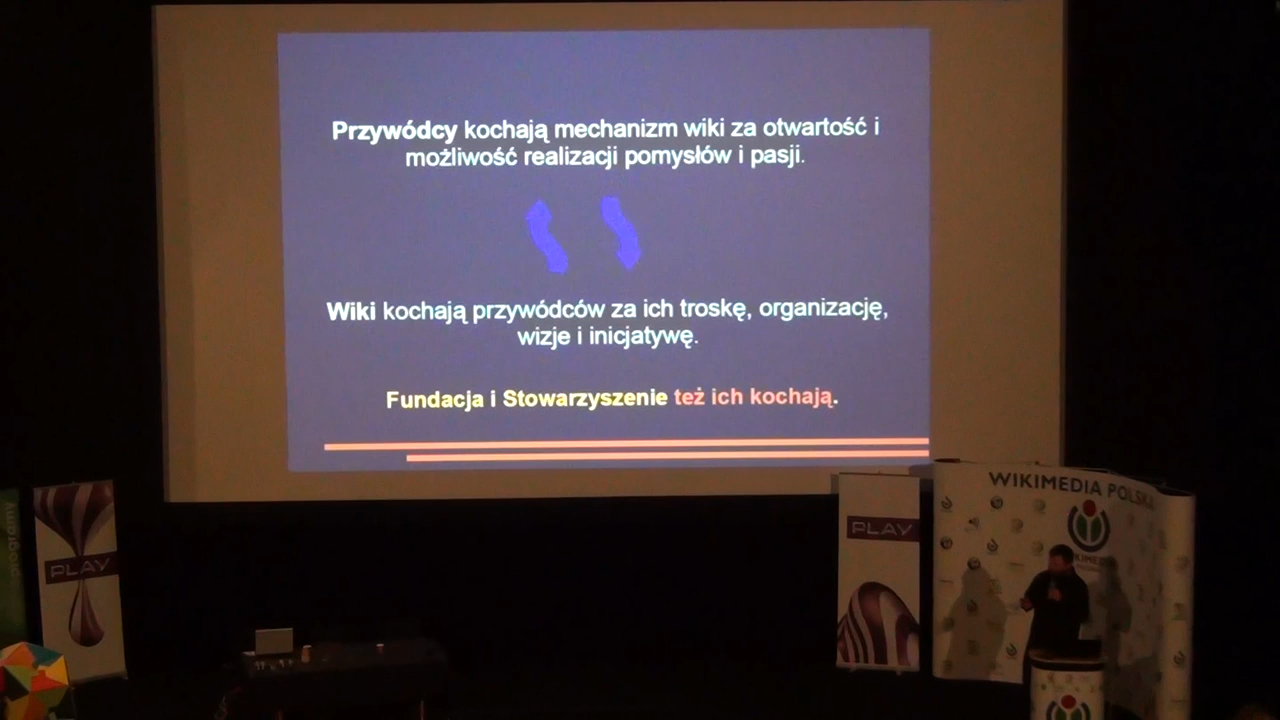 Przywódcy kochają mechanizm wiki za otwartość i
możliwość realizacji pomysłów i pasji.
Wiki kochają przywódców za ich troskę, organizację,
wizje i inicjatywę.
Fundacja i Stowarzyszenie też ich kochają.
WIKIMEDIA POLSKA
PLAY
PLAY
programy